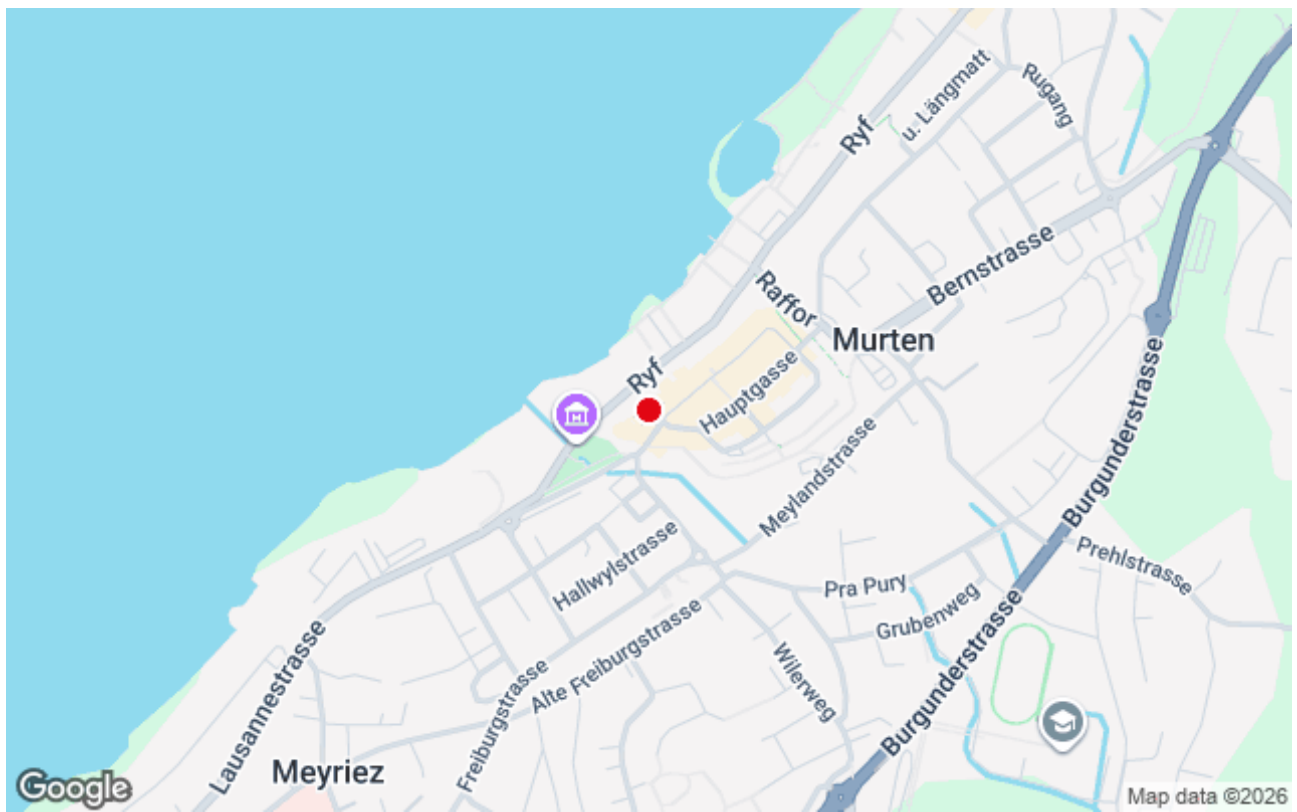 Ryf
u. Längmatt
Rugang
Bernstrasse
Raffor
Murten
Ryf
Hauptgasse
Burgunderstrasse
Meylandstrasse
Prehlstrasse
Hallwylstrasse
Pra Pury
Grubenweg
Lausannestrasse
Alte Freiburgstrasse
Freiburgstrasse
Wilerweg
Burgunderstrasse
Meyriez
Google
Map data ©2026